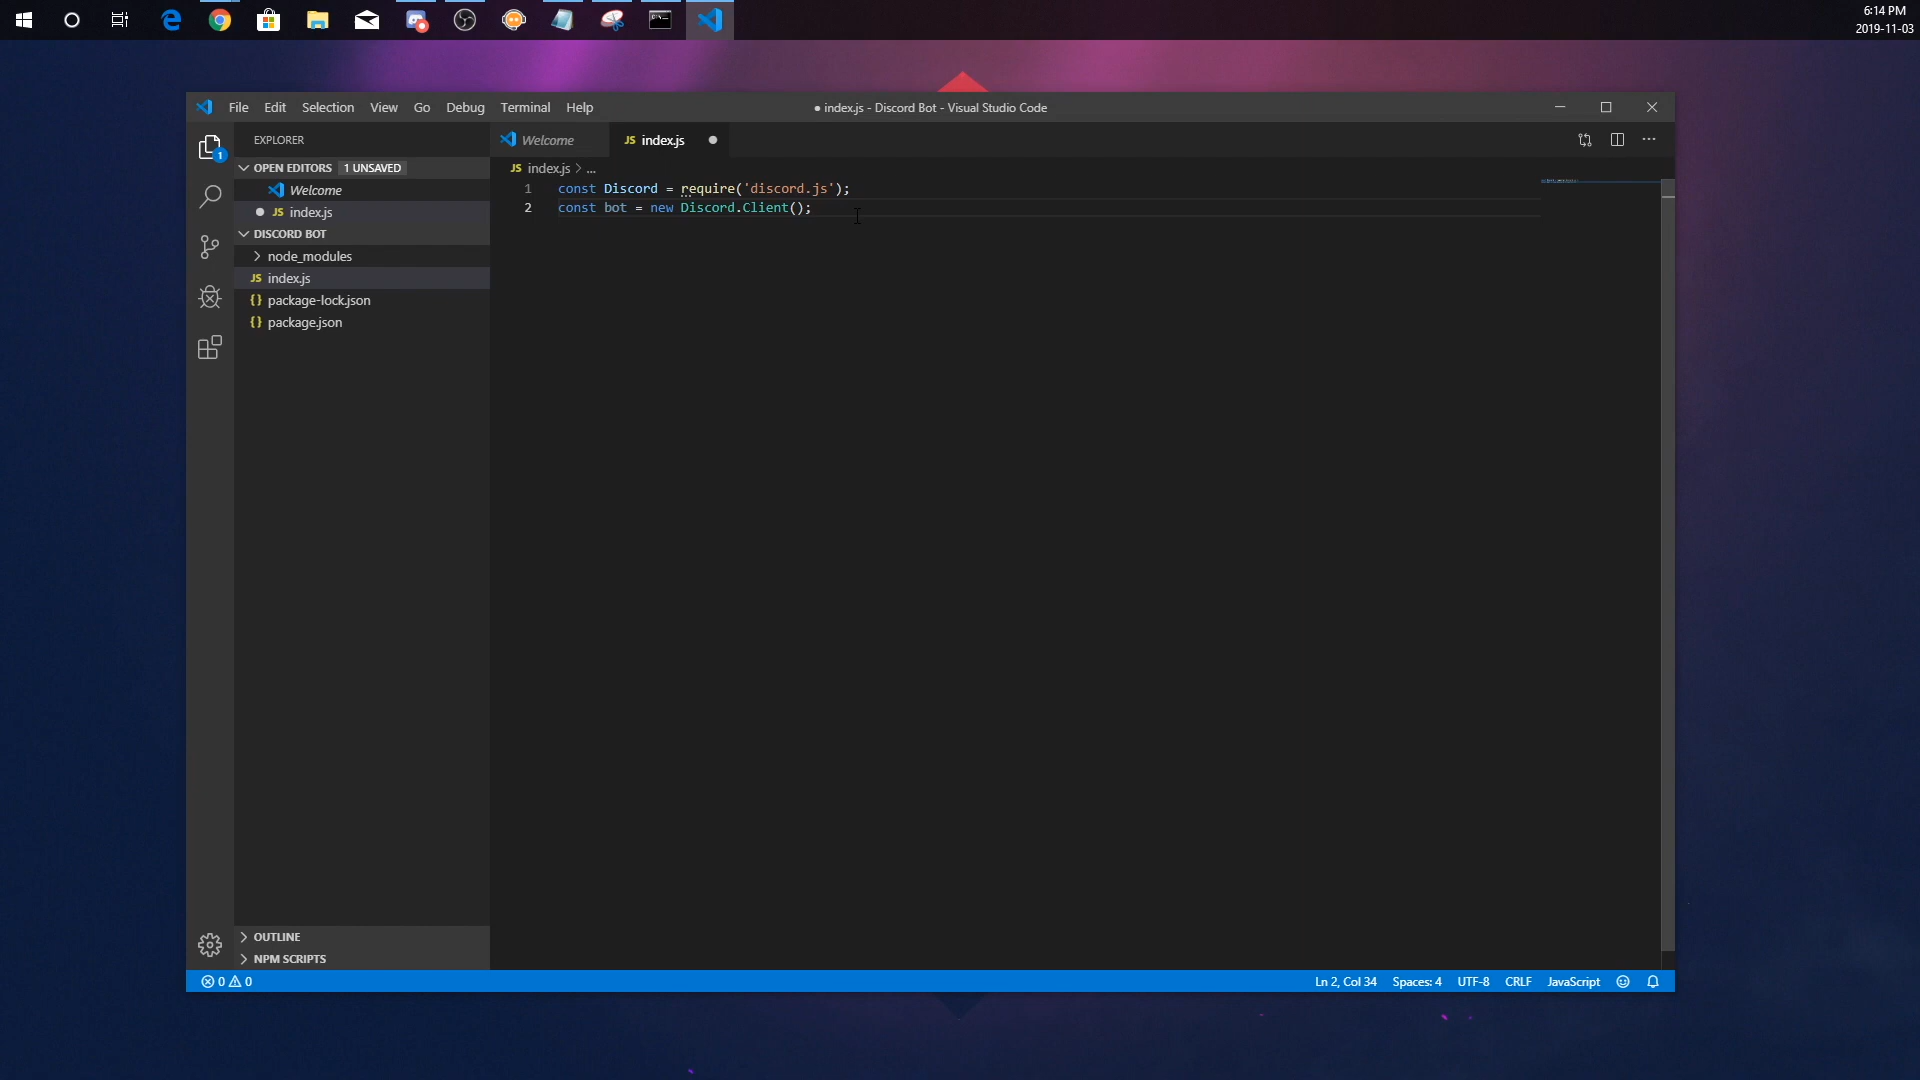 6:14 PM
2019-11-03
File Edit Selection View Go Debug Terminal Help
● index.js - Discord Bot - Visual Studio Code
EXPLORER
Welcome
JS index.js
OPEN EDITORS 1 UNSAVED
JS index.js > ...
Welcome
JS index.js
DISCORD BOT
node_modules
JS index.js
{} package-lock.json
{} package.json
1 const Discord = require('discord.js');
2 const bot = new Discord.Client();
1
OUTLINE
NPM SCRIPTS
0 0
Ln 2, Col 34 Spaces: 4 UTF-8 CRLF JavaScript